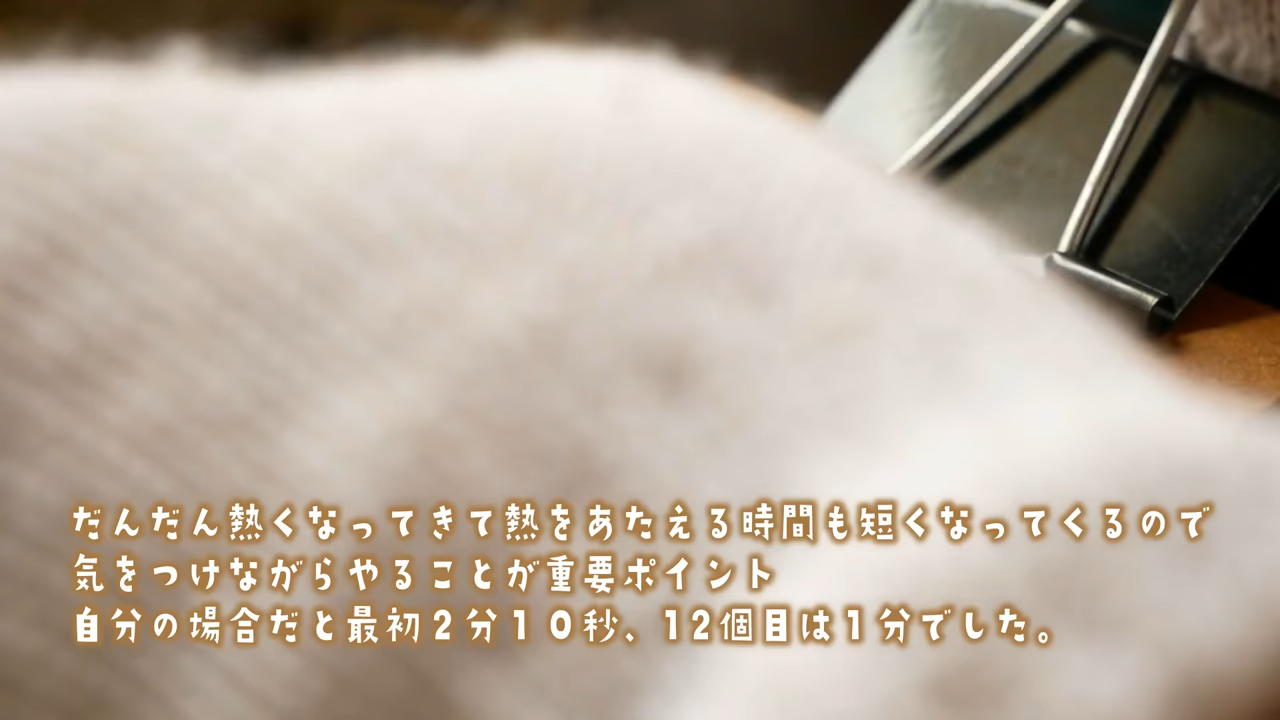 だんだん熱くなってきて熱をあたえる時間も短くなってくるので
気をつけながらやることが重要ポイント
自分の場合だと最初２分１０秒、12個目は１分でした。